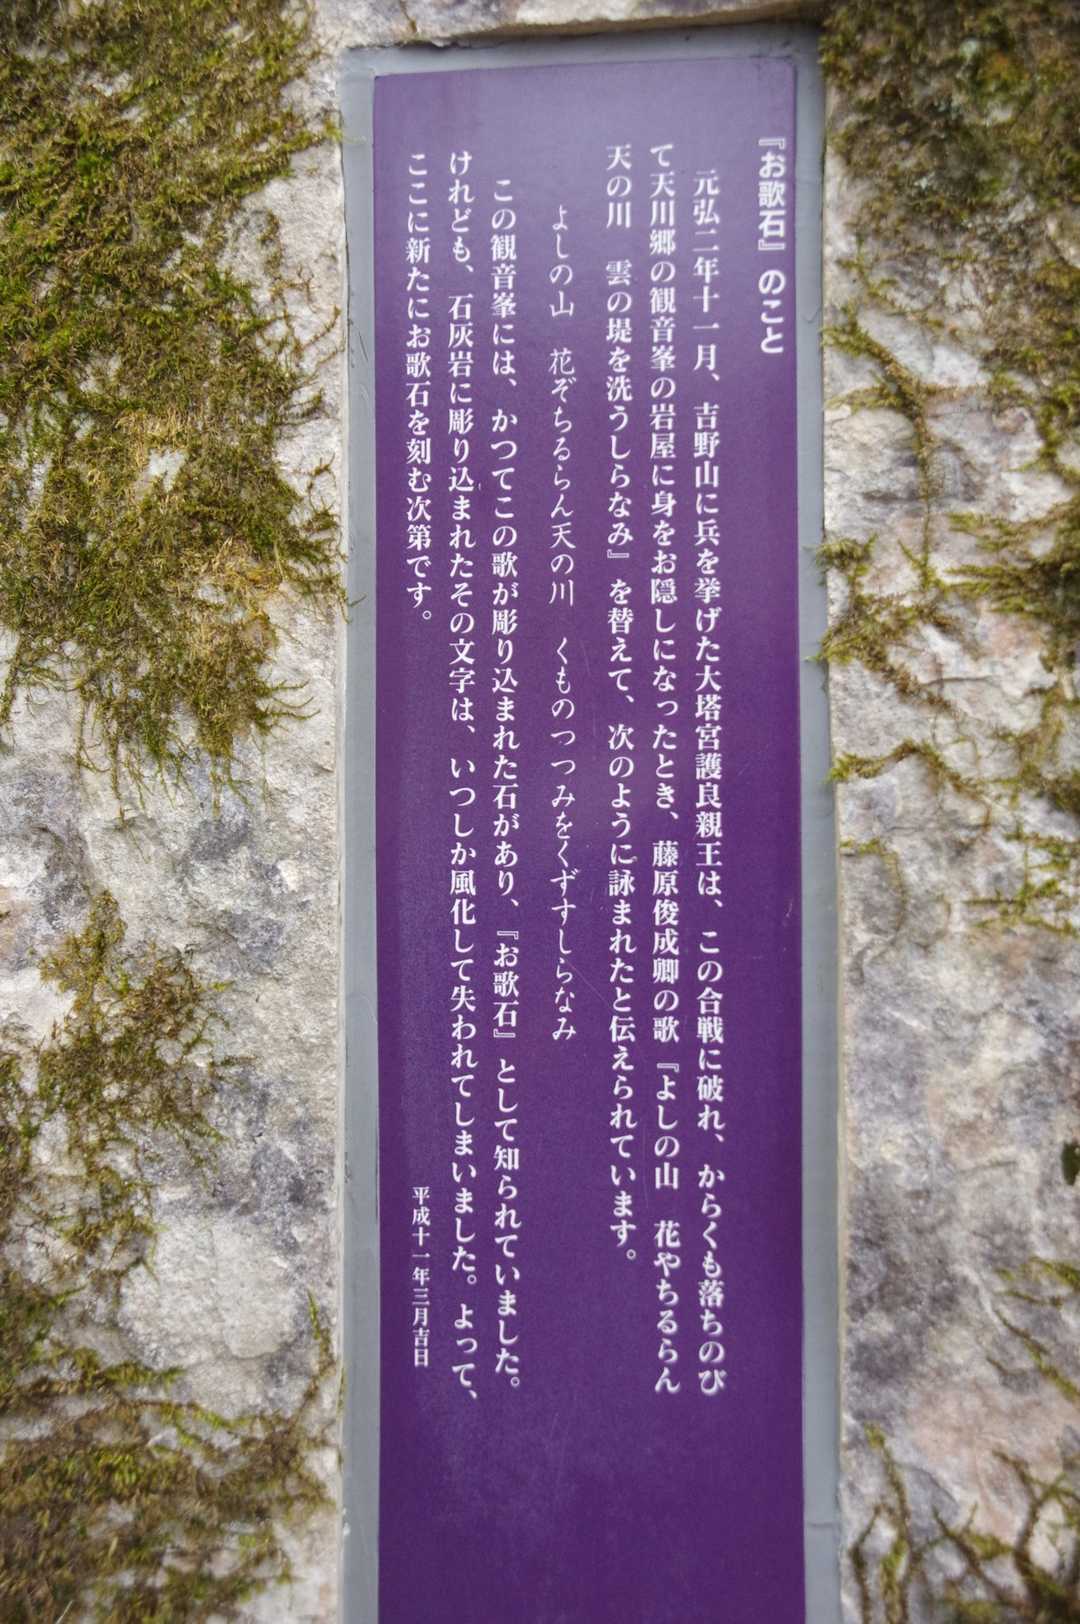 『お歌石』のこと
元弘二年十一月、吉野山に兵を挙げた大塔宮護良親王は、この合戦に破れ、からくも落ちのび
て天川郷の観音峯の岩屋に身をお隠しになったとき、藤原俊成卿の歌『よしの山　花やちるらん
天の川　雲の堤を洗うしらなみ』を替えて、次のように詠まれたと伝えられています。
よしの山　花ぞちるらん天の川　くものつつみをくずすしらなみ
この観音峯には、かつてこの歌が彫り込まれた石があり、『お歌石』として知られていました。
けれども、石灰岩に彫り込まれたその文字は、いつしか風化して失われてしまいました。よって、
ここに新たにお歌石を刻む次第です。
平成十一年三月吉日